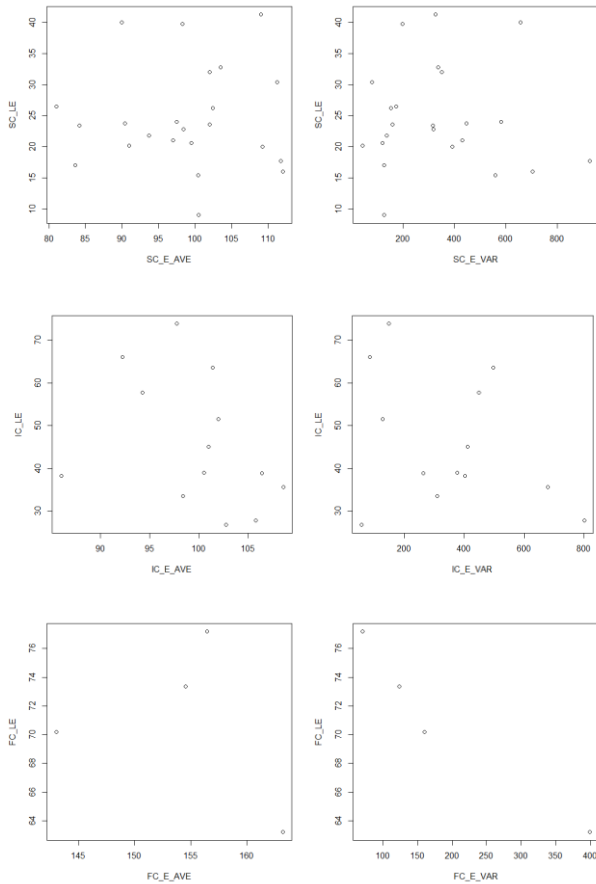 SC_LE
10 15 20 25 30 35 40
80 85 90 95 100 105 110
SC_E_AVE
SC_LE
10 15 20 25 30 35 40
200 400 600 800
SC_E_VAR
IC_LE
30 40 50 60 70
90 95 100 105
IC_E_AVE
IC_LE
30 40 50 60 70
200 400 600 800
IC_E_VAR
FC_LE
64 66 68 70 72 74 76
145 150 155 160
FC_E_AVE
FC_LE
64 66 68 70 72 74 76
100 150 200 250 300 350 400
FC_E_VAR